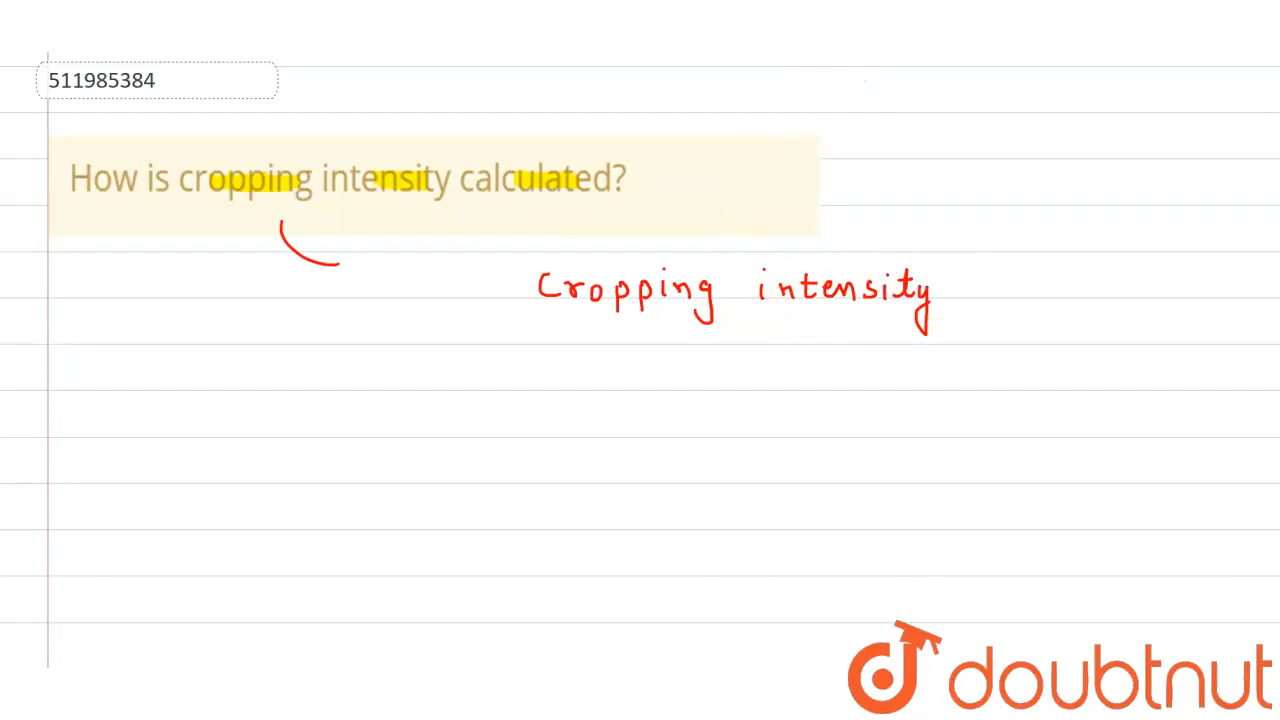 511985384
How is cropping intensity calculated?
Cropping intensity
doubtnut